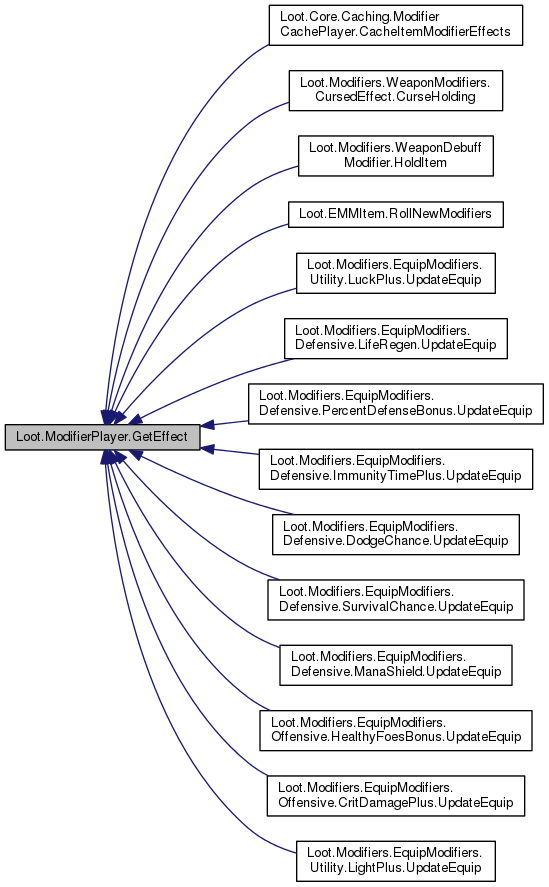 Loot.Core.Caching.Modifier
CachePlayer.CacheItemModifierEffects
Loot.Modifiers.WeaponModifiers.
CursedEffect.CurseHolding
Loot.Modifiers.WeaponDebuff
Modifier.HoldItem
Loot.EMMItem.RollNewModifiers
Loot.Modifiers.EquipModifiers.
Utility.LuckPlus.UpdateEquip
Loot.Modifiers.EquipModifiers.
Defensive.LifeRegen.UpdateEquip
Loot.Modifiers.EquipModifiers.
Defensive.PercentDefenseBonus.UpdateEquip
Loot.ModifierPlayer.GetEffect
Loot.Modifiers.EquipModifiers.
Defensive.ImmunityTimePlus.UpdateEquip
Loot.Modifiers.EquipModifiers.
Defensive.DodgeChance.UpdateEquip
Loot.Modifiers.EquipModifiers.
Defensive.SurvivalChance.UpdateEquip
Loot.Modifiers.EquipModifiers.
Defensive.ManaShield.UpdateEquip
Loot.Modifiers.EquipModifiers.
Offensive.HealthyFoesBonus.UpdateEquip
Loot.Modifiers.EquipModifiers.
Offensive.CritDamagePlus.UpdateEquip
Loot.Modifiers.EquipModifiers.
Utility.LightPlus.UpdateEquip